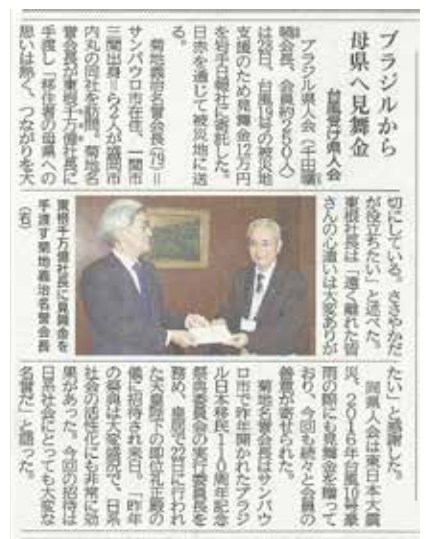 ブラジルから
母県へ見舞金
台風受け県人会
ブラジル県人会(千田曠
暁会長、会員約250人)
は28日、台風19号の被災地
支援のため見舞金12万円
を岩手日報社に寄託した。
日赤を通じて被災地に送
る。
菊地義治名誉会長(79)=
サンパウロ市在住、一関市
三関出身=ら2人が盛岡市
内丸の同社を訪問。菊地名
誉会長が東根千万億社長に
手渡し「移住者の母県への
思いは熱く、つながりを大
切にしている。ささやかだ
が役立ちたい」と述べた。
東根社長は「遠く離れた皆
さんの心遣いは大変ありが
東根千万億社長に見舞金を
手渡す菊地義治名誉会長
(右)
たい」と感謝した。
同県人会は東日本大震
災、2016年台風10号豪
雨の際にも見舞金を贈って
おり、今回も続々と会員の
善意が寄せられた。
菊地名誉会長はサンパウ
ロ市で昨年開かれたブラジ
ル日本移民110周年記念
祭典委員会の実行委員長を
務め、皇居で22日に行われ
た天皇陛下の即位礼正殿の
儀に招待され来日。「昨年
の祭典は大変盛況で、日系
社会の活性化にも非常に効
果があった。今回の招待は
日系社会にとっても大変な
名誉だ」と語った。